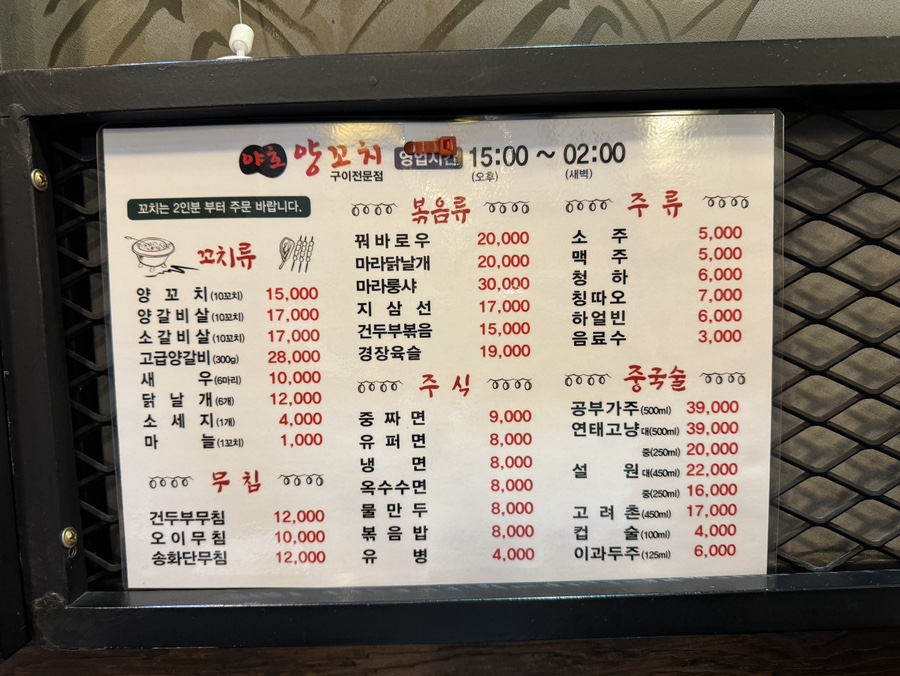 야호 양꼬치 구이전문점 영업시간 15:00 ~ 02:00
(오후) (새벽)
꼬치는 2인분 부터 주문 바랍니다.
꼬치류
양 꼬 치(10꼬치) 15,000
양갈비살(10꼬치) 17,000
소갈비살(10꼬치) 17,000
고급양갈비(300g) 28,000
새 우(6마리) 10,000
닭 날 개(6개) 12,000
소 세 지(1개) 4,000
마 늘(1꼬치) 1,000
무침
건두부무침 12,000
오이무침 10,000
송화단무침 12,000
볶음류
꿔바로우 20,000
마라닭날개 20,000
마라룽샤 30,000
지 삼 선 17,000
건두부볶음 15,000
경장육슬 19,000
주식
중 짜 면 9,000
유 퍼 면 8,000
냉 면 8,000
옥수수면 8,000
물 만 두 8,000
볶 음 밥 8,000
유 병 4,000
주류
소 주 5,000
맥 주 5,000
청 하 6,000
칭따오 7,000
하얼빈 6,000
음료수 3,000
중국술
공부가주(500ml) 39,000
연태고냥 대(500ml) 39,000
중(250ml) 20,000
설 원 대(450ml) 22,000
중(250ml) 16,000
고 려 촌(450ml) 17,000
컵 술(100ml) 4,000
이과두주(125ml) 6,000